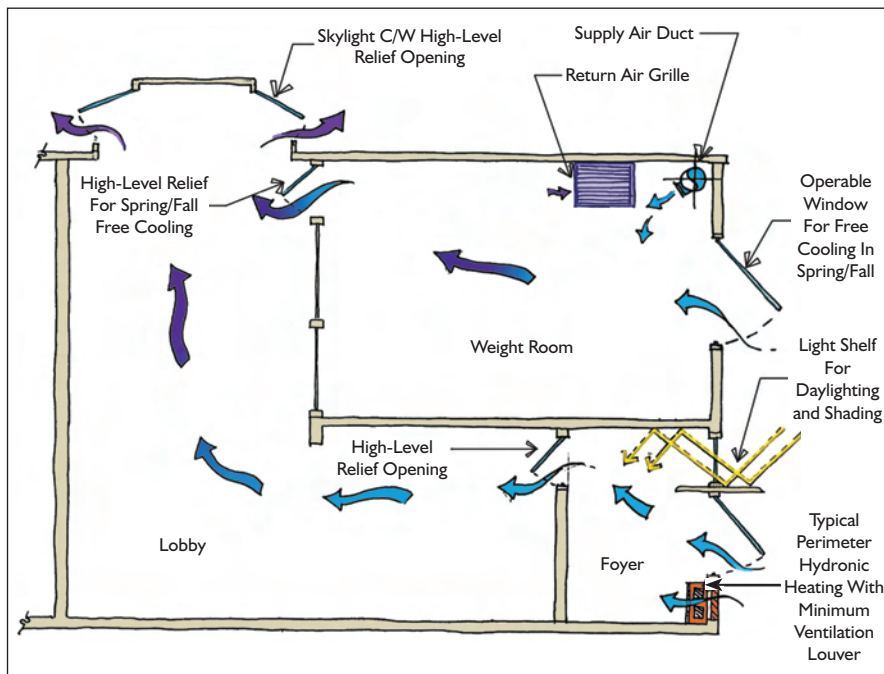 Skylight C/W High-Level
Relief Opening
Supply Air Duct
Return Air Grille
High-Level Relief
For Spring/Fall
Free Cooling
Operable
Window
For Free
Cooling In
Spring/Fall
Weight Room
Light Shelf
For
Daylighting
and Shading
High-Level
Relief Opening
Lobby
Foyer
Typical
Perimeter
Hydronic
Heating With
Minimum
Ventilation
Louver